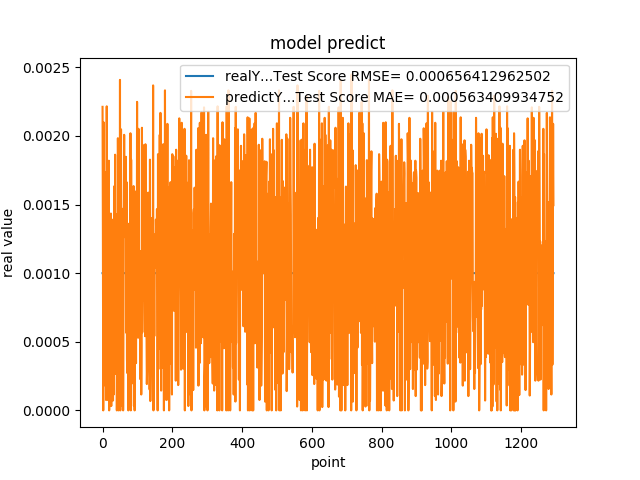 model predict
realY...Test Score RMSE= 0.000656412962502
predictY...Test Score MAE= 0.000563409934752
0.0025
0.0020
0.0015
0.0010
0.0005
0.0000
real value
0 200 400 600 800 1000 1200
point